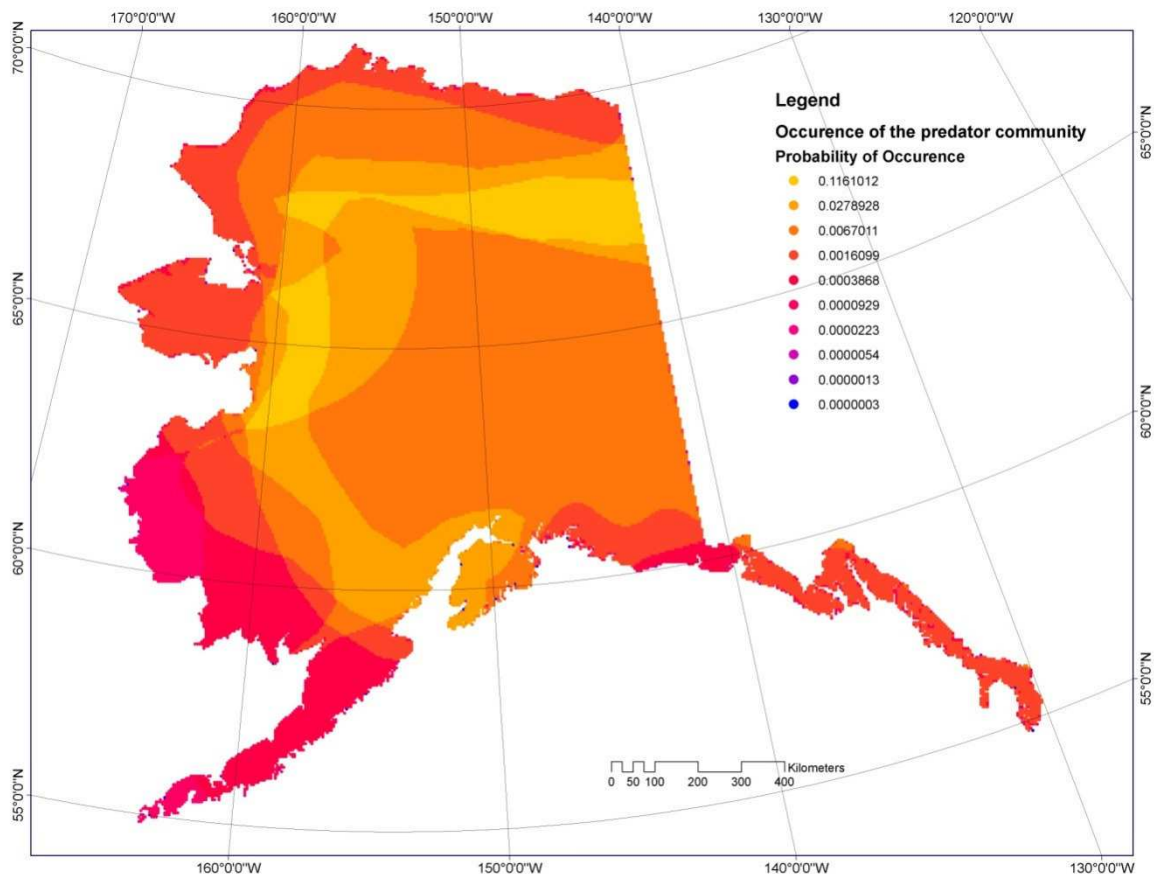 170°0'0"W 160°0'0"W 150°0'0"W 140°0'0"W 130°0'0"W 120°0'0"W
70°0'0"N
65°0'0"N
60°0'0"N
55°0'0"N
Legend
Occurence of the predator community
Probability of Occurence
0.1161012
0.0278928
0.0067011
0.0016099
0.0003868
0.0000929
0.0000223
0.0000054
0.0000013
0.0000003
65°0'0"N
60°0'0"N
55°0'0"N
Kilometers
0 50 100 200 300 400
160°0'0"W 150°0'0"W 140°0'0"W 130°0'0"W